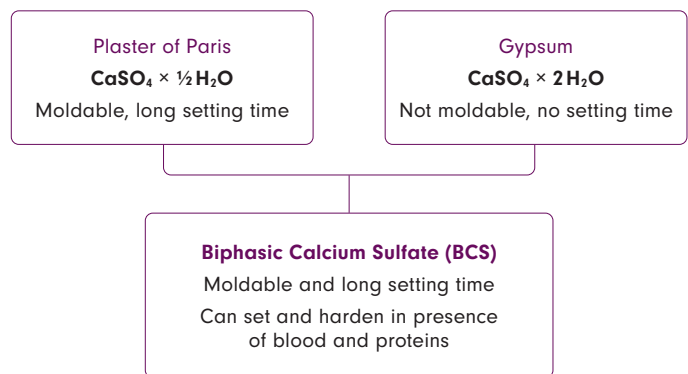 Plaster of Paris
CaSO₄ × ½ H₂O
Moldable, long setting time
Gypsum
CaSO₄ × 2 H₂O
Not moldable, no setting time
Biphasic Calcium Sulfate (BCS)
Moldable and long setting time
Can set and harden in presence
of blood and proteins